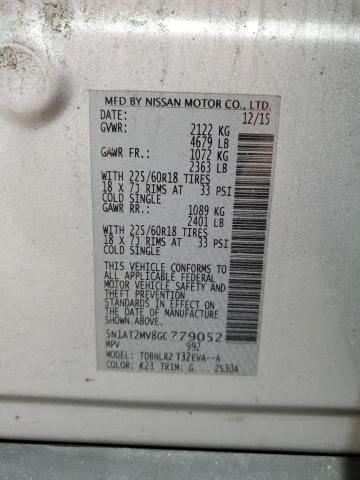 MFD BY NISSAN MOTOR CO., LTD.
DATE: 12/15
GVWR: 2122 KG
4679 LB
GAWR FR.: 1072 KG
2363 LB
WITH 225/60R18 TIRES
18 X 7J RIMS AT 33 PSI
COLD SINGLE
GAWR RR.: 1089 KG
2401 LB
WITH 225/60R18 TIRES
18 X 7J RIMS AT 33 PSI
COLD SINGLE
THIS VEHICLE CONFORMS TO
ALL APPLICABLE FEDERAL
MOTOR VEHICLE SAFETY AND
THEFT PREVENTION
STANDARDS IN EFFECT ON
THE DATE OF MANUFACTURE
SHOWN ABOVE.
5N1AT2MV8GC779052
MPV 992
MODEL: TDBNLRZ T32EVA--A
COLOR: K23 TRIM: G 2S30A